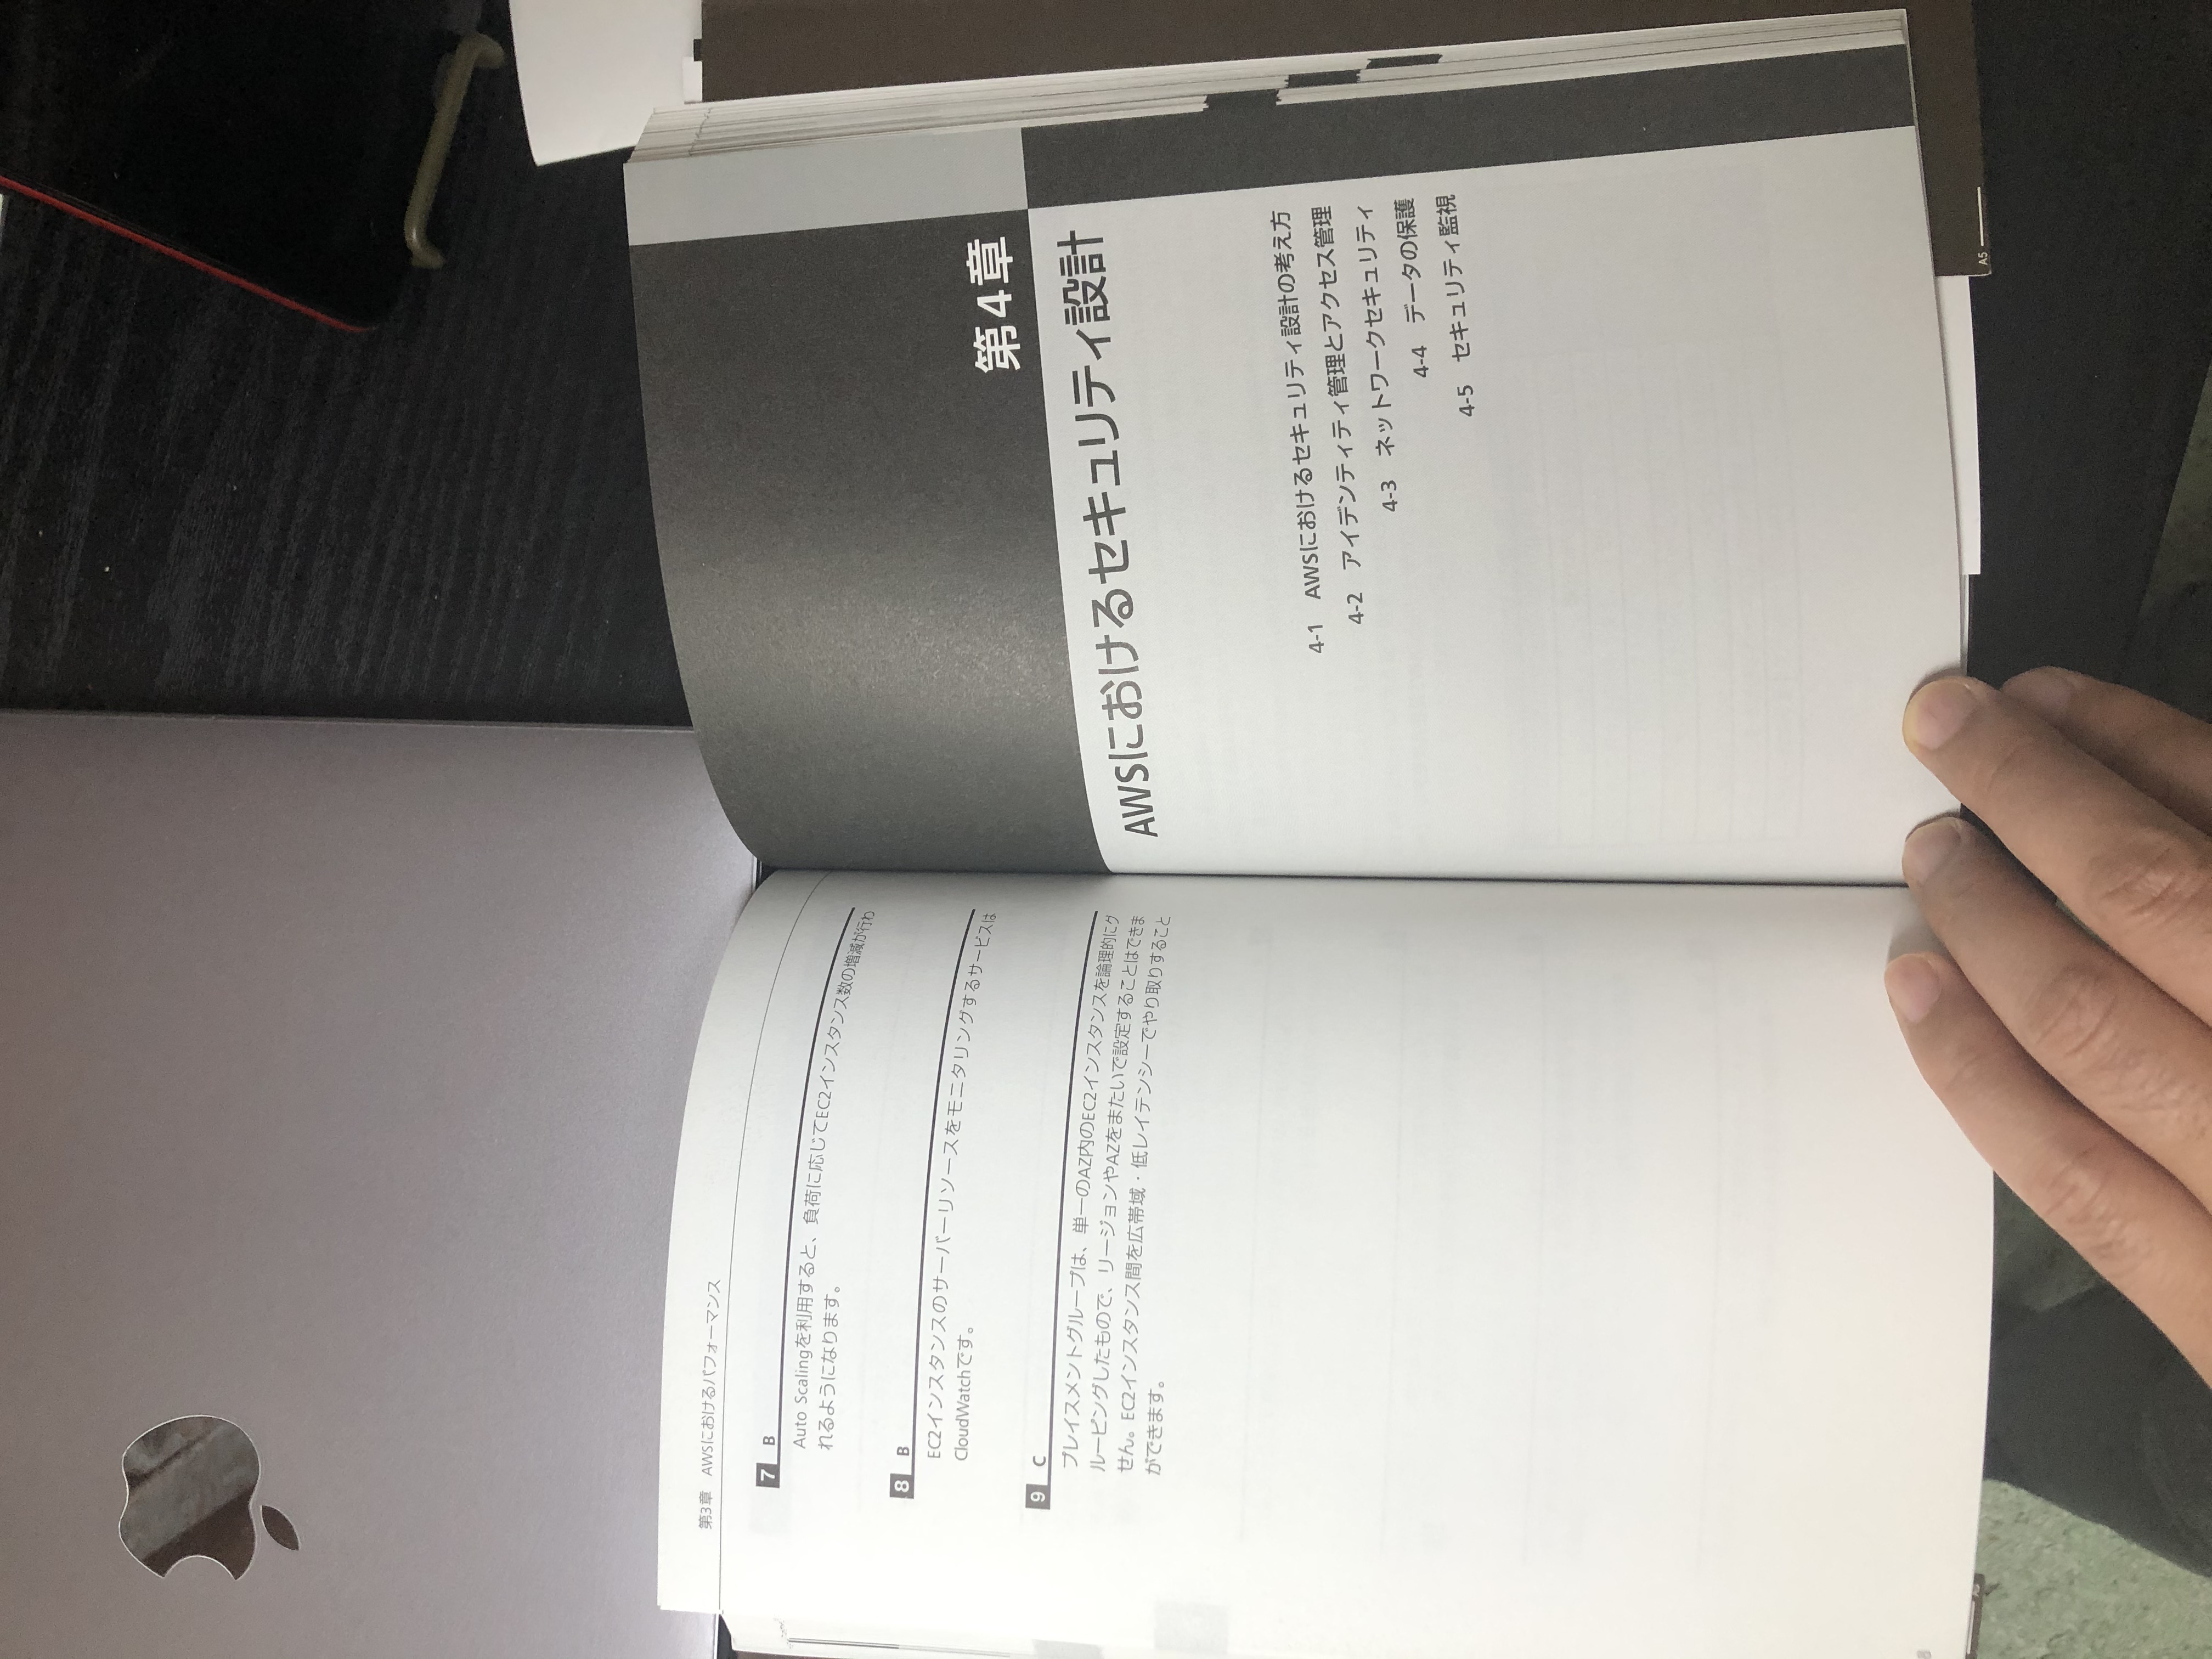 第3章 AWSにおけるパフォーマンス
7 B
Auto Scalingを利用すると、負荷に応じてEC2インスタンス数の増減が行わ
れるようになります。
8 B
EC2インスタンスのサーバーリソースをモニタリングするサービスは
CloudWatchです。
9 C
プレイスメントグループは、単一のAZ内のEC2インスタンスを論理的にグ
ルーピングしたもので、リージョンやAZをまたいで設定することはできま
せん。EC2インスタンス間を広帯域・低レイテンシーでやり取りすること
ができます。
第4章
AWSにおけるセキュリティ設計
4-1 AWSにおけるセキュリティ設計の考え方
4-2 アイデンティティ管理とアクセス管理
4-3 ネットワークセキュリティ
4-4 データの保護
4-5 セキュリティ監視
A5